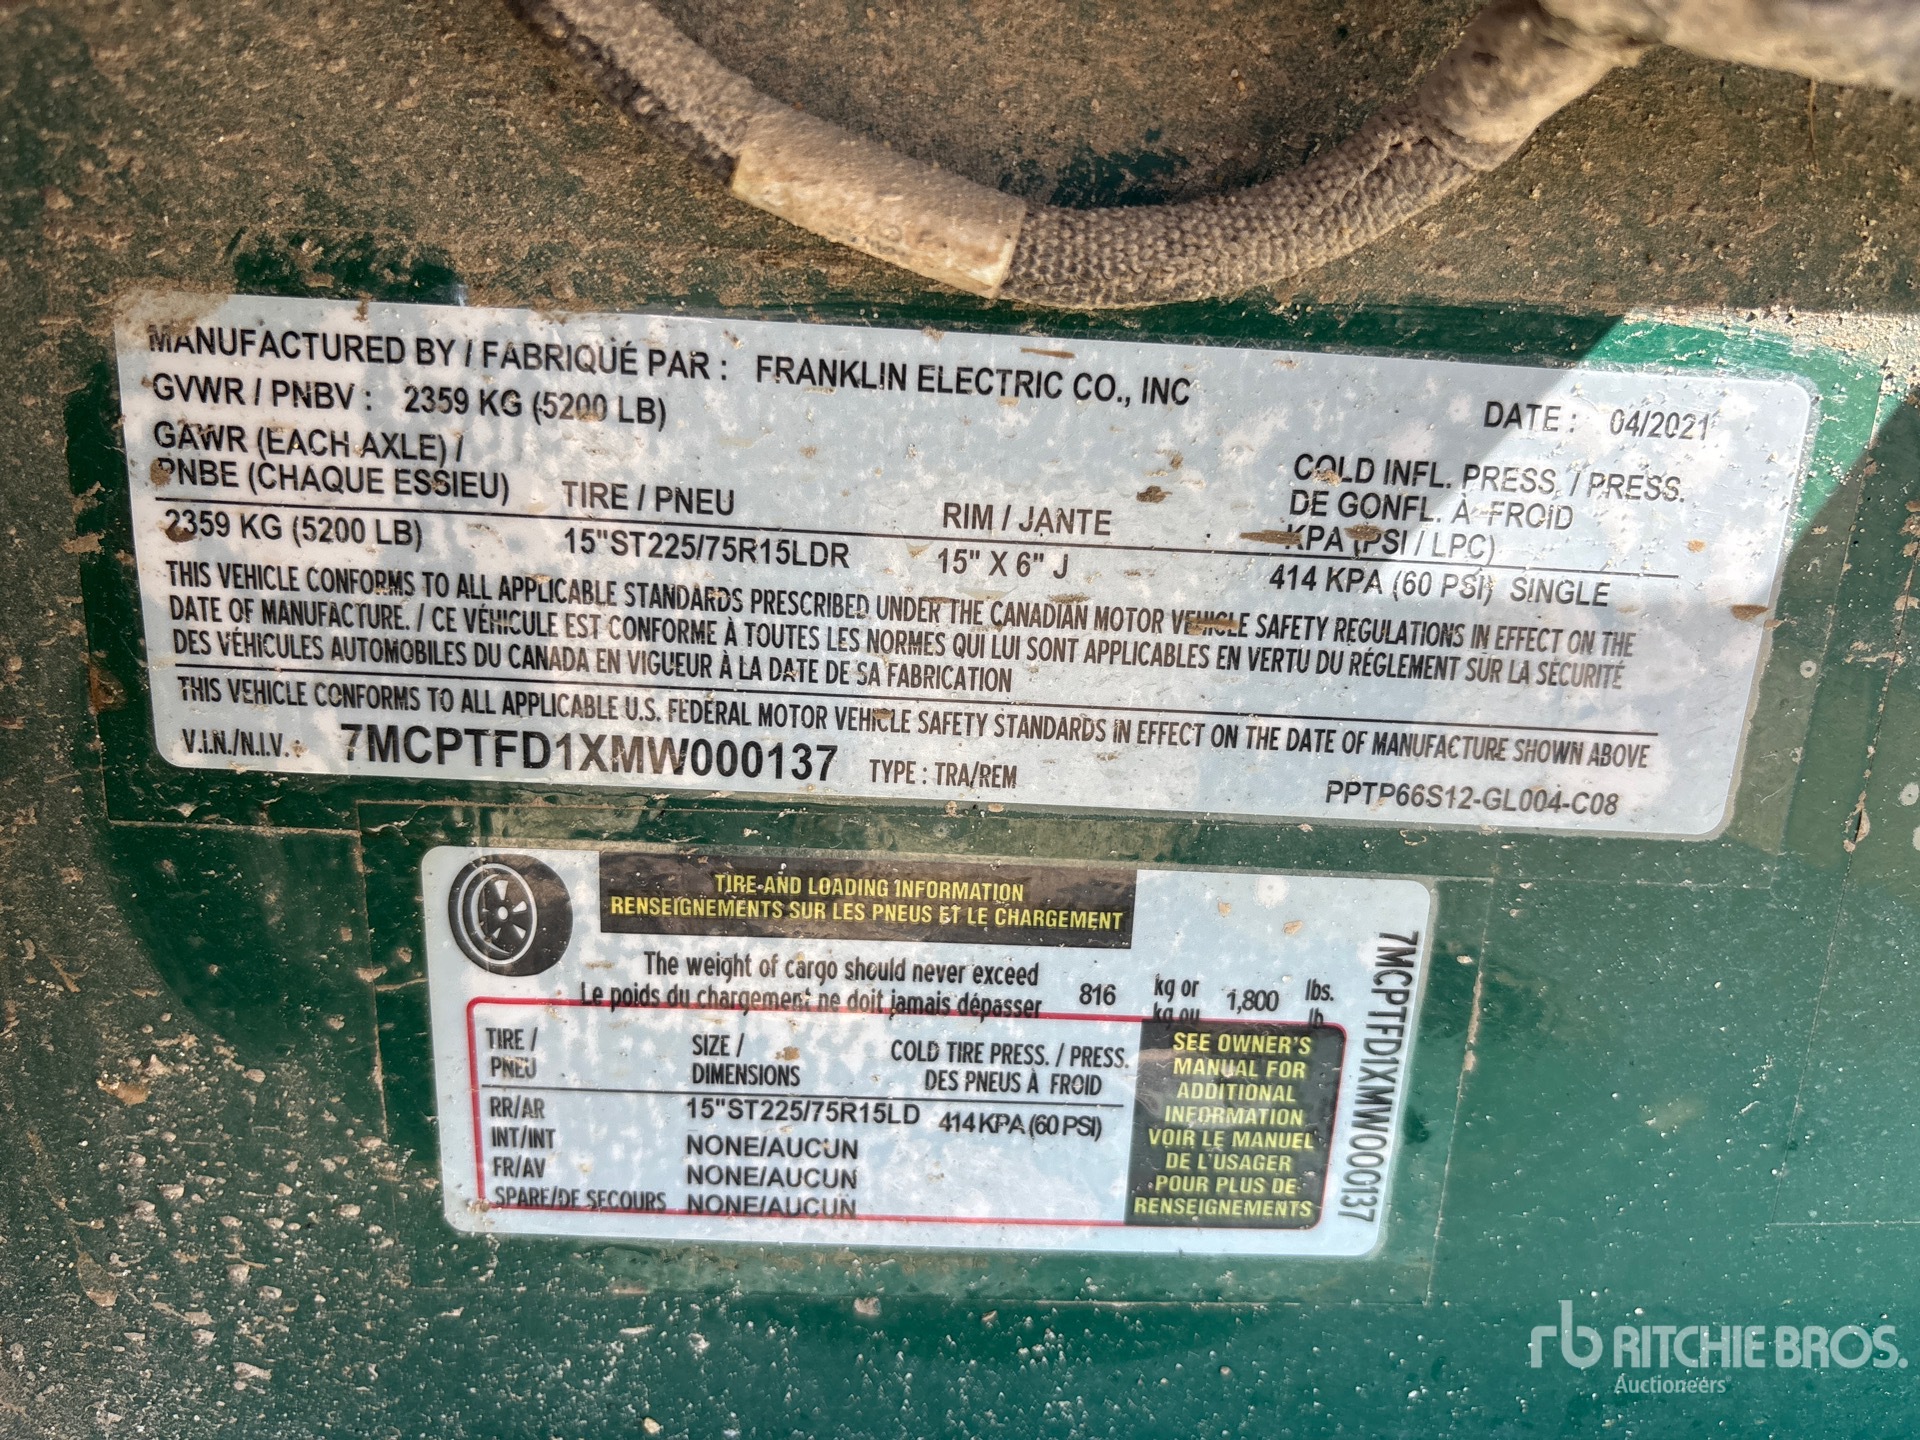 MANUFACTURED BY / FABRIQUÉ PAR : FRANKLIN ELECTRIC CO., INC
GVWR / PNBV : 2359 KG (5200 LB)
DATE : 04/2021
GAWR (EACH AXLE) /
PNBE (CHAQUE ESSIEU)
TIRE / PNEU
RIM / JANTE
COLD INFL. PRESS. / PRESS.
DE GONFL. À FROID
KPA (PSI / LPC)
2359 KG (5200 LB)
15"ST225/75R15LDR
15" X 6" J
414 KPA (60 PSI) SINGLE
THIS VEHICLE CONFORMS TO ALL APPLICABLE STANDARDS PRESCRIBED UNDER THE CANADIAN MOTOR VEHICLE SAFETY REGULATIONS IN EFFECT ON THE
DATE OF MANUFACTURE. / CE VÉHICULE EST CONFORME À TOUTES LES NORMES QUI LUI SONT APPLICABLES EN VERTU DU RÉGLEMENT SUR LA SÉCURITÉ
DES VÉHICULES AUTOMOBILES DU CANADA EN VIGUEUR À LA DATE DE SA FABRICATION
THIS VEHICLE CONFORMS TO ALL APPLICABLE U.S. FEDERAL MOTOR VEHICLE SAFETY STANDARDS IN EFFECT ON THE DATE OF MANUFACTURE SHOWN ABOVE
V.I.N./N.I.V. : 7MCPTFD1XMW000137 TYPE : TRA/REM
PPTP66S12-GL004-C08
TIRE AND LOADING INFORMATION
RENSEIGNEMENTS SUR LES PNEUS ET LE CHARGEMENT
The weight of cargo should never exceed
Le poids du chargement ne doit jamais dépasser
816
kg or
kg ou
1,800
lbs.
lb
TIRE /
PNEU
SIZE /
DIMENSIONS
COLD TIRE PRESS. / PRESS.
DES PNEUS À FROID
RR/AR 15"ST225/75R15LD 414 KPA (60 PSI)
INT/INT NONE/AUCUN
FR/AV NONE/AUCUN
SPARE/DE SECOURS NONE/AUCUN
SEE OWNER'S
MANUAL FOR
ADDITIONAL
INFORMATION
VOIR LE MANUEL
DE L'USAGER
POUR PLUS DE
RENSEIGNEMENTS
7MCPTFD1XMW000137
rb RITCHIE BROS.
Auctioneers